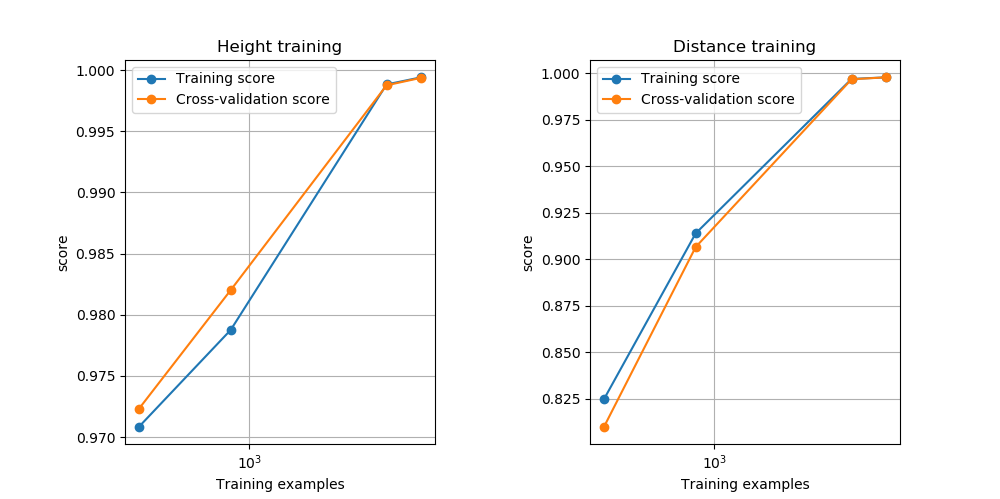 Height training
Training score
Cross-validation score
1.000
0.995
0.990
0.985
0.980
0.975
0.970
score
10³
Training examples
Distance training
Training score
Cross-validation score
1.000
0.975
0.950
0.925
0.900
0.875
0.850
0.825
score
10³
Training examples